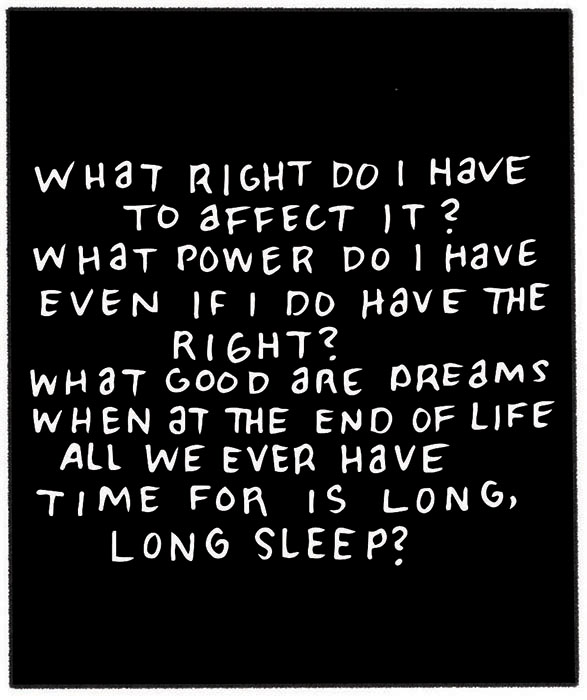 WHAT RIGHT DO I HAVE
TO AFFECT IT?
WHAT POWER DO I HAVE
EVEN IF I DO HAVE THE
RIGHT?
WHAT GOOD ARE DREAMS
WHEN AT THE END OF LIFE
ALL WE EVER HAVE
TIME FOR IS LONG,
LONG SLEEP?